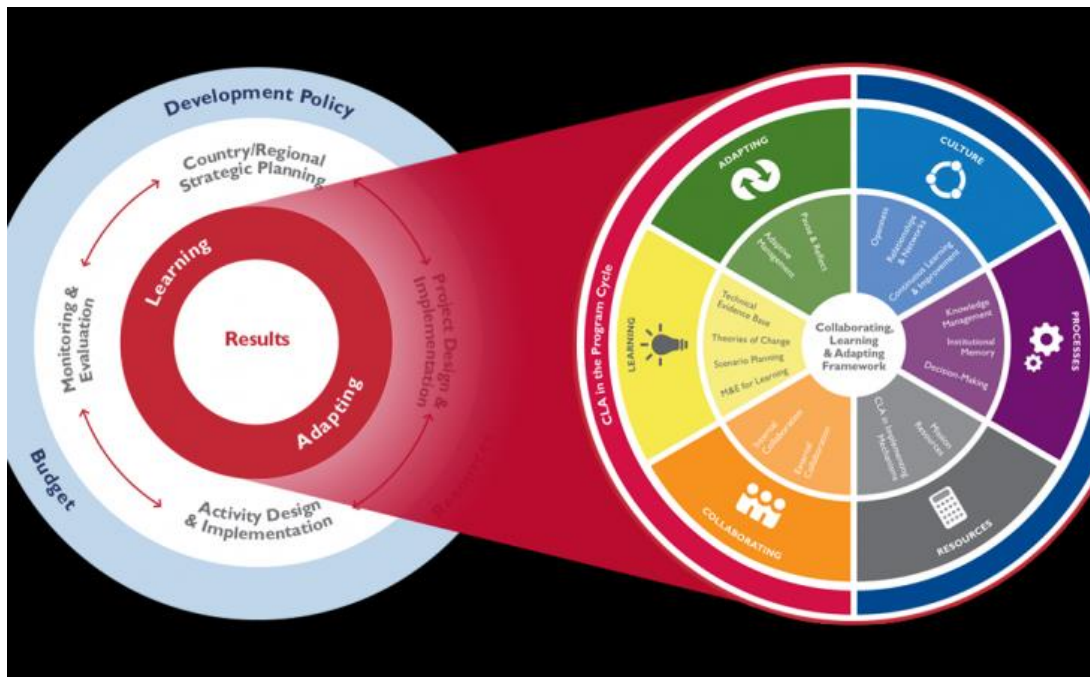 Development Policy
Country/Regional
Strategic Planning
Learning
Monitoring &
Evaluation
Results
Project Design &
Implementation
Adapting
Budget
Activity Design
& Implementation
CLA in the Program Cycle
ADAPTING
Adaptive
Management
Pause & Reflect
CULTURE
Openness
Relationships
& Networks
Continuous Learning
& Improvement
LEARNING
Technical
Evidence Base
Theories of Change
Scenario Planning
M&E for Learning
Collaborating,
Learning
& Adapting
Framework
PROCESSES
Knowledge
Management
Institutional
Memory
Decision-Making
COLLABORATING
Internal
Collaboration
External
Collaboration
RESOURCES
CLA in Implementing
Mechanisms
Mission
Resources